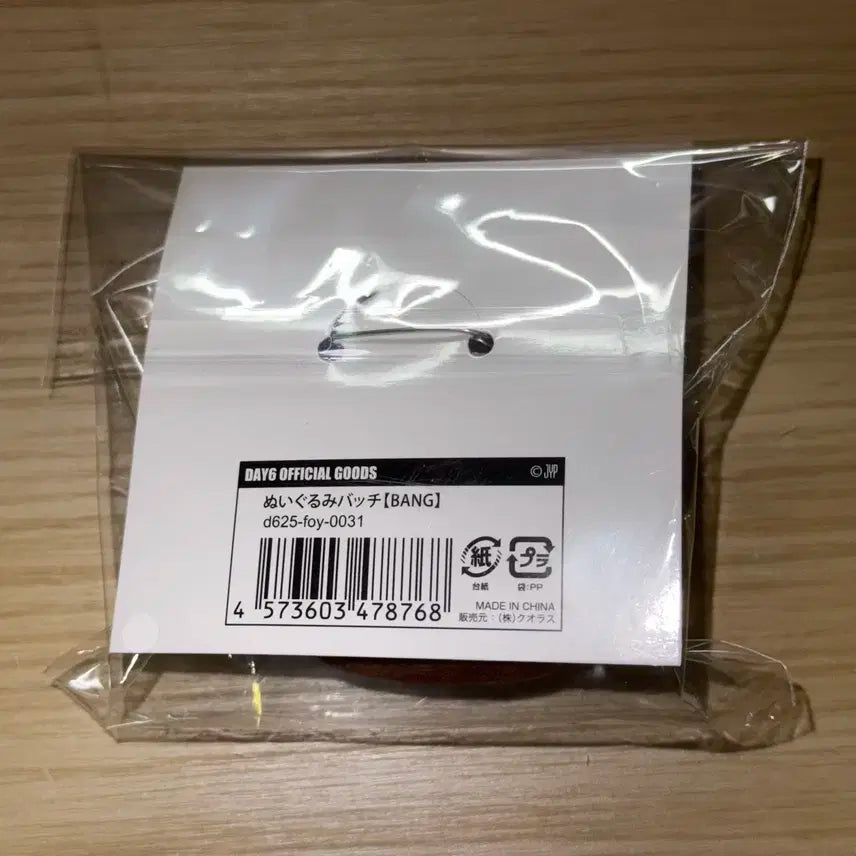 DAY6 OFFICIAL GOODS © JYP
ぬいぐるみバッチ【BANG】
d625-foy-0031
紙 プラ
台紙 袋:PP
4 573603 478768
MADE IN CHINA
販売元:(株)クオラス